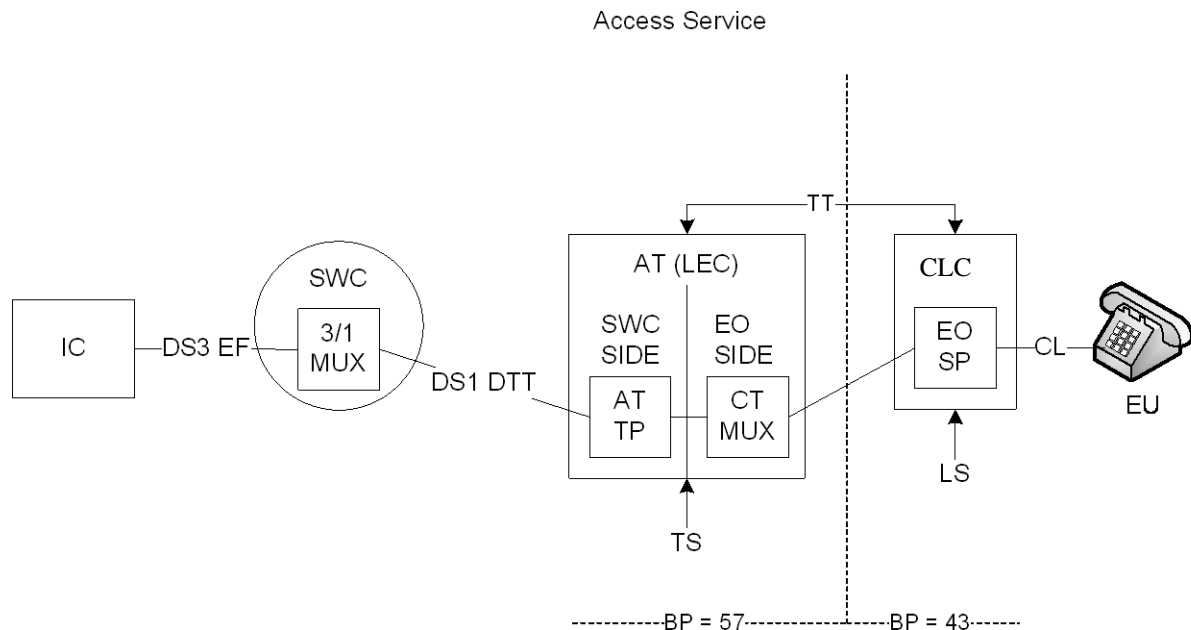 Access Service
TT
AT (LEC)
CLC
SWC
SWC
SIDE
EO
SIDE
IC
DS3 EF
3/1
MUX
DS1 DTT
AT
TP
CT
MUX
EO
SP
CL
EU
LS
TS
BP = 57
BP = 43